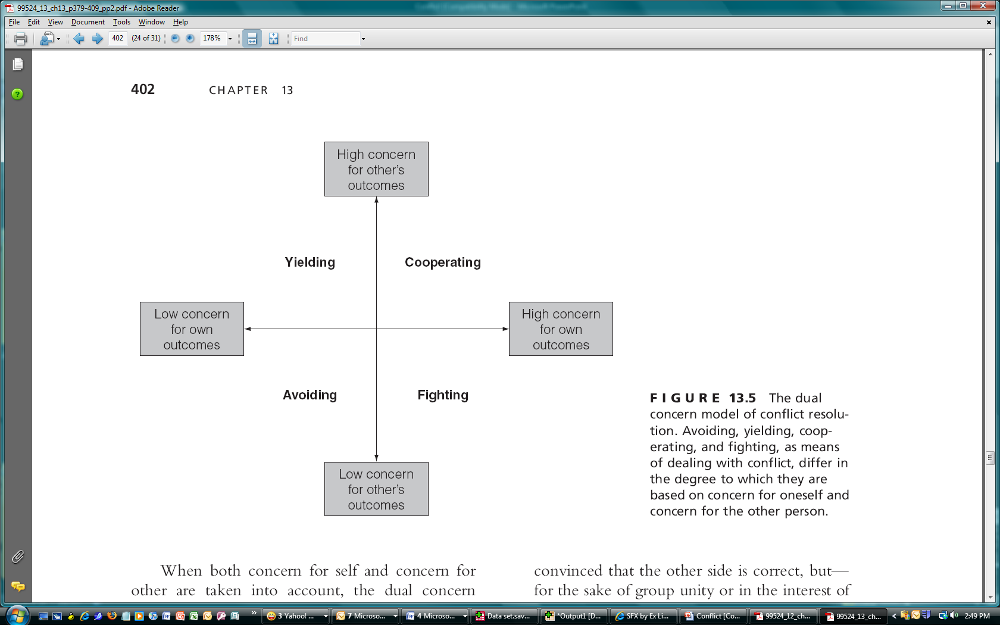 99524_13_ch13_p379-409_pp2.pdf - Adobe Reader
File Edit View Document Tools Window Help
402 (24 of 31) 178% Find
402 CHAPTER 13
High concern
for other's
outcomes
Yielding Cooperating
Low concern
for own
outcomes
High concern
for own
outcomes
Avoiding Fighting
Low concern
for other's
outcomes
FIGURE 13.5 The dual
concern model of conflict resolu-
tion. Avoiding, yielding, coop-
erating, and fighting, as means
of dealing with conflict, differ in
the degree to which they are
based on concern for oneself and
concern for the other person.
When both concern for self and concern for
other are taken into account, the dual concern
convinced that the other side is correct, but—
for the sake of group unity or in the interest of
3 Yahoo! ... 7 Microso... 4 Microso... Data set.sav... *Output1 [D... SFX by Ex Li... Conflict [Co... 99524_12_ch... 99524_13_ch... 2:49 PM